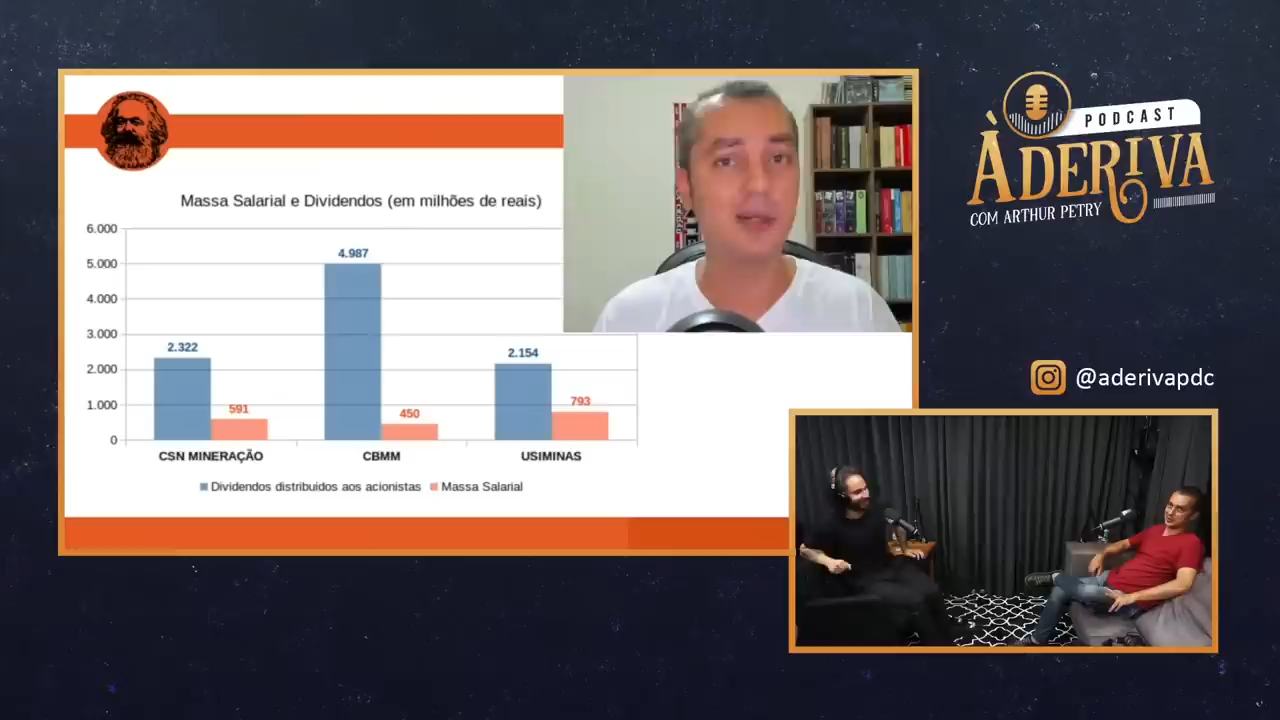 Massa Salarial e Dividendos (em milhões de reais)
6.000
5.000
4.000
3.000
2.000
1.000
0
2.322
591
4.987
450
2.154
793
CSN MINERAÇÃO
CBMM
USIMINAS
Dividendos distribuidos aos acionistas
Massa Salarial
PODCAST
À DERIVA
COM ARTHUR PETRY
@aderivapdc